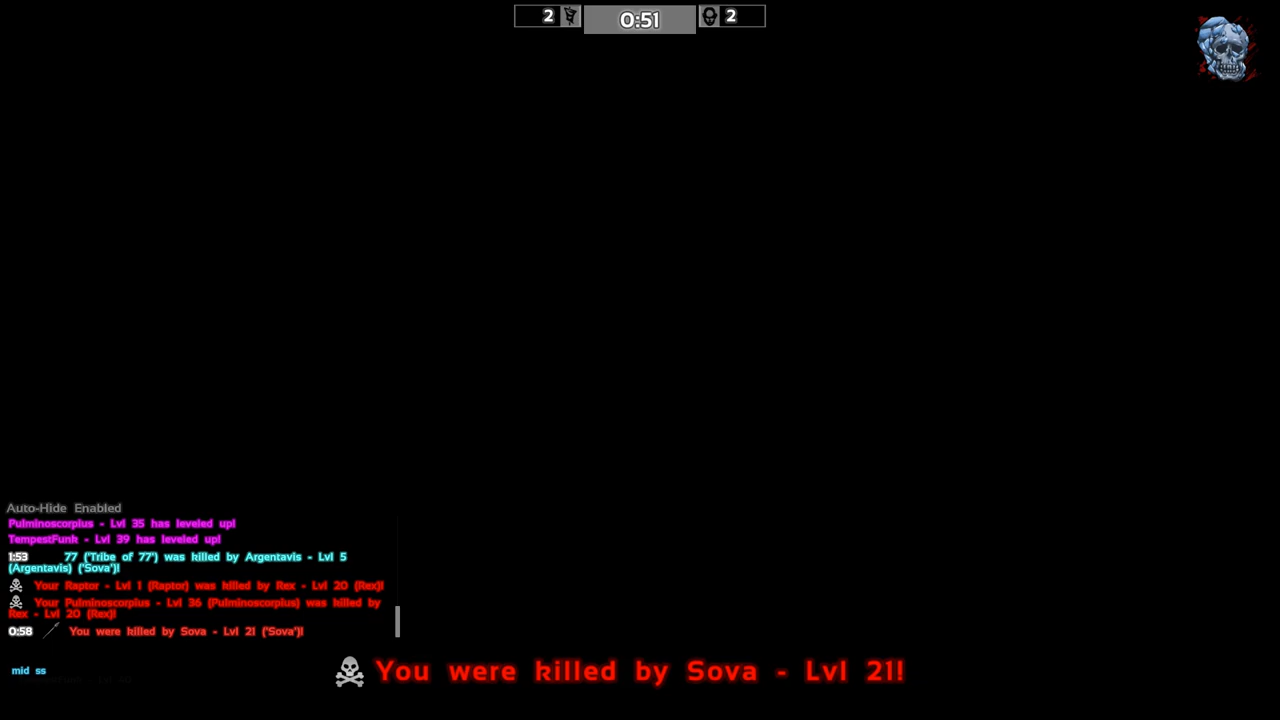 2 0:51 2
Auto-Hide Enabled
Pulminoscorpius - Lvl 35 has leveled up!
TempestFunk - Lvl 39 has leveled up!
1:53 77 ('Tribe of 77') was killed by Argentavis - Lvl 5
(Argentavis) ('Sova')!
Your Raptor - Lvl 1 (Raptor) was killed by Rex - Lvl 20 (Rex)!
Your Pulminoscorpius - Lvl 36 (Pulminoscorpius) was killed by
Rex - Lvl 20 (Rex)!
0:58 You were killed by Sova - Lvl 21 ('Sova')!
mid ss
You were killed by Sova - Lvl 21!